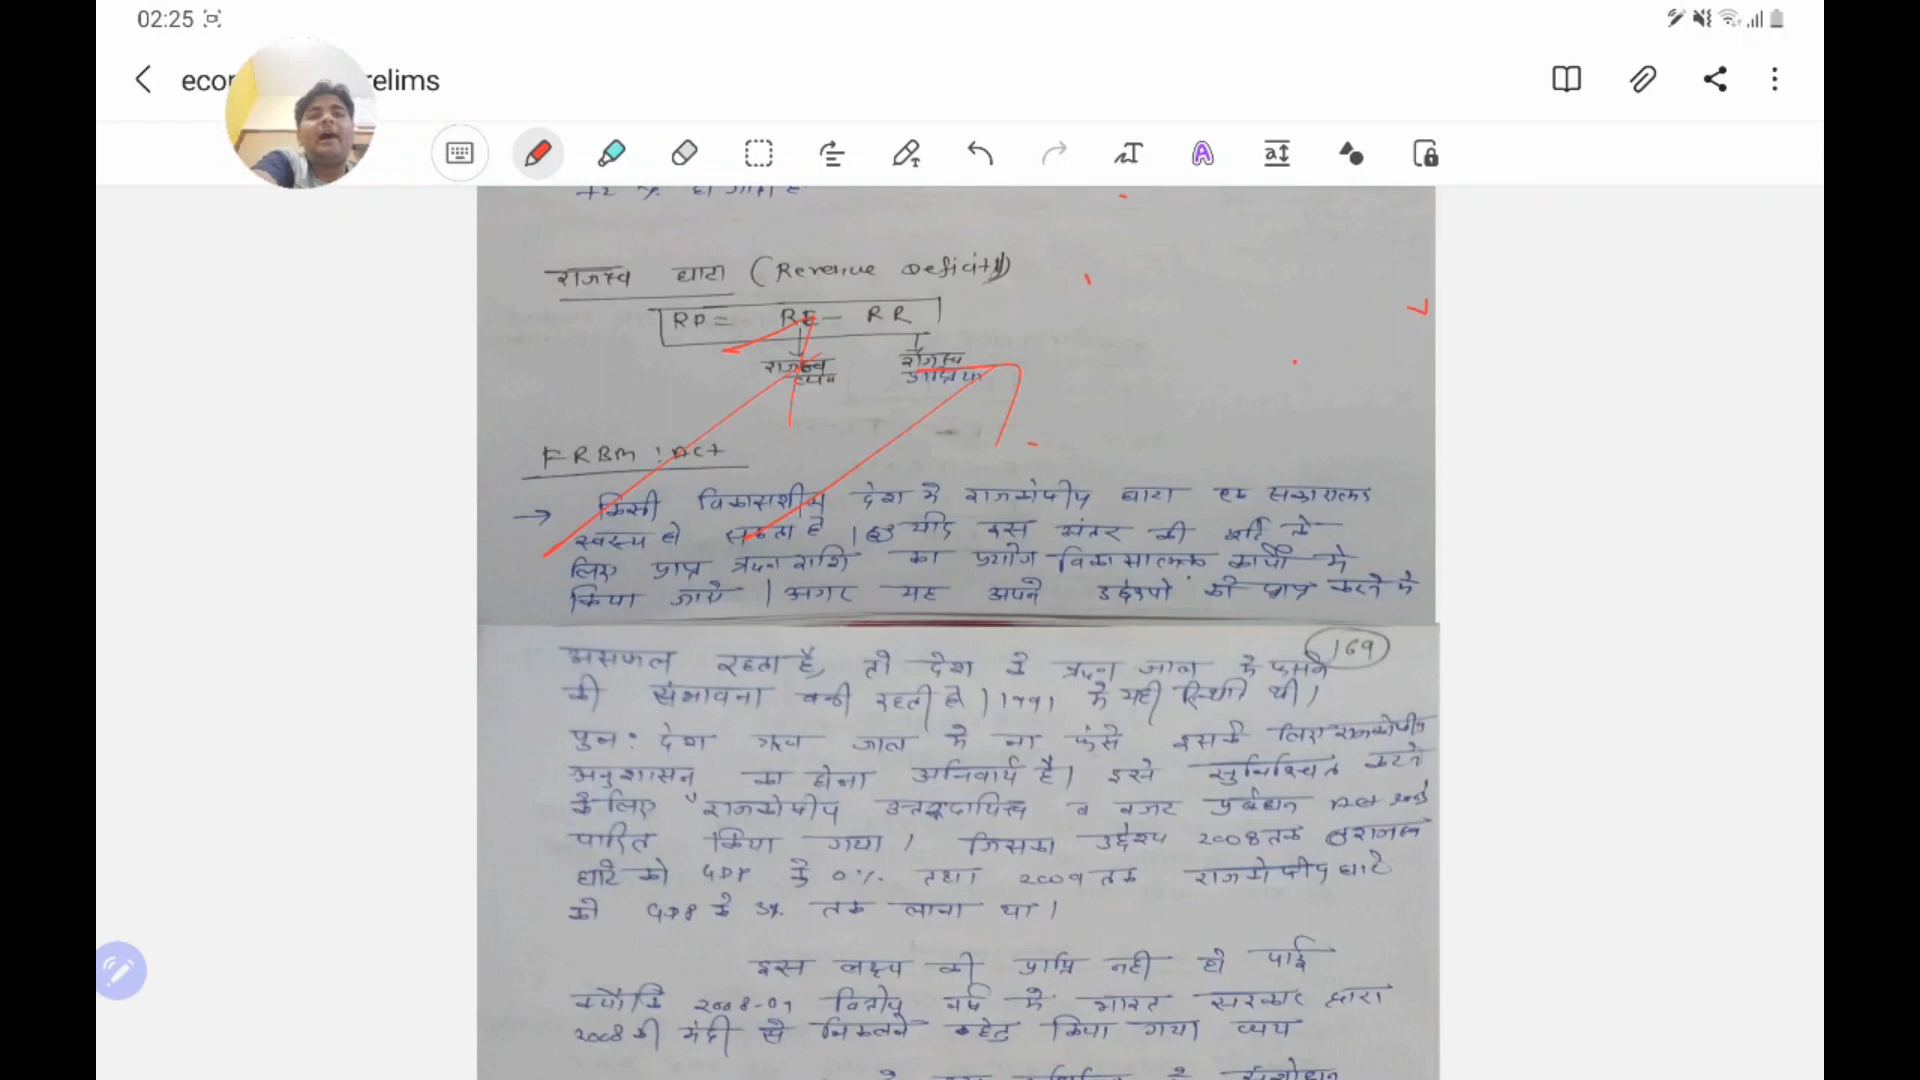 02:25
econ relims
राजस्व घाटा (Revenue Deficit)
RD = RE - RR
राजस्व व्यय
राजस्व प्राप्तियां
FRBM : Act
→ किसी विकासशील देश में राजकोषीय घाटा एक सकारात्मक
स्वरूप हो सकता है । यदि इस अंतर की पूर्ति के
लिए प्राप्त ऋण राशि का प्रयोग विकासात्मक कार्यो में
किया जाये । अगर यह अपने उद्देश्यो को प्राप्त करने में
169
असफल रहता है, तो देश के ऋण जाल में फसने
की संभावना बनी रहती है । 1991 में यही स्थिति थी ।
पुनः देश ऋण जाल में ना फंसे इसके लिए राजकोषीय
अनुशासन का होना अनिवार्य है। इसे सुनिश्चित करने
के लिए "राजकोषीय उत्तरदायित्व व बजट प्रबंधन Act 2003
पारित किया गया । जिसका उद्देश्य 2008 तक राजस्व
घाटे को GDP के 0% तथा 2009 तक राजकोषीय घाटे
को GDP के 3% तक लाना था ।
इस लक्ष्य की प्राप्ति नही हो पाई
क्योंकि 2008-09 वित्तीय वर्ष में भारत सरकार द्वारा
2008 की मंदी से निकलने हेतु किया गया व्यय
संशोधन